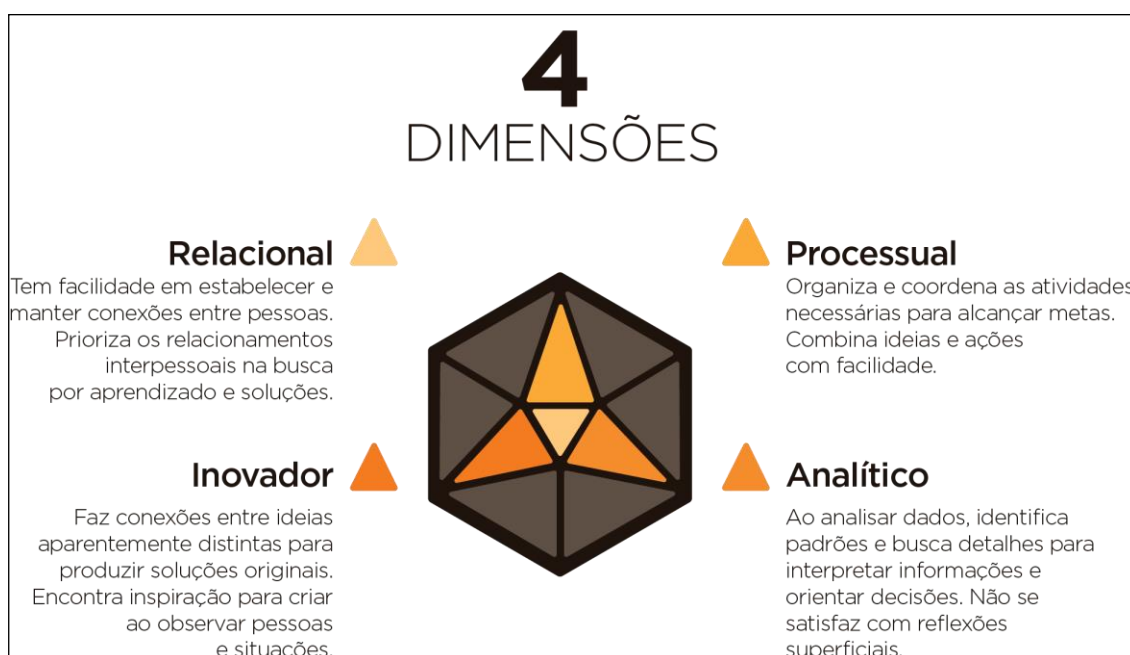 4
DIMENSÕES
Relacional
Tem facilidade em estabelecer e
manter conexões entre pessoas.
Prioriza os relacionamentos
interpessoais na busca
por aprendizado e soluções.
Processual
Organiza e coordena as atividades
necessárias para alcançar metas.
Combina ideias e ações
com facilidade.
Inovador
Faz conexões entre ideias
aparentemente distintas para
produzir soluções originais.
Encontra inspiração para criar
ao observar pessoas
e situações.
Analítico
Ao analisar dados, identifica
padrões e busca detalhes para
interpretar informações e
orientar decisões. Não se
satisfaz com reflexões
superficiais.